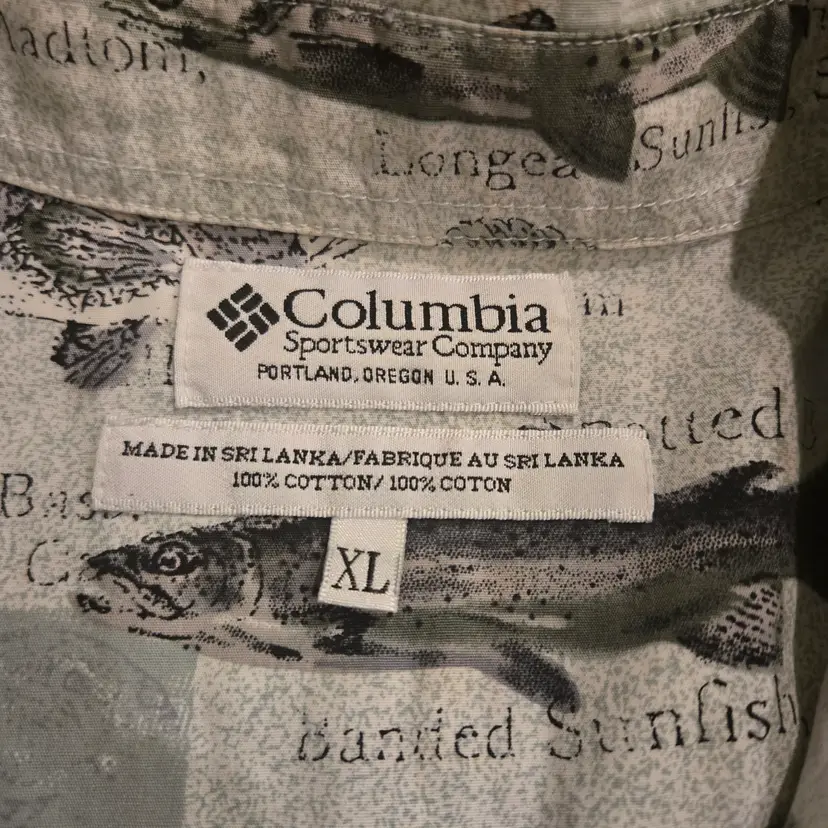 Madtom,
Longea Sunfis
Columbia
Sportswear Company
PORTLAND, OREGON U.S.A.
MADE IN SRI LANKA/FABRIQUE AU SRI LANKA
100% COTTON/ 100% COTON
XL
Banded Sunfish,